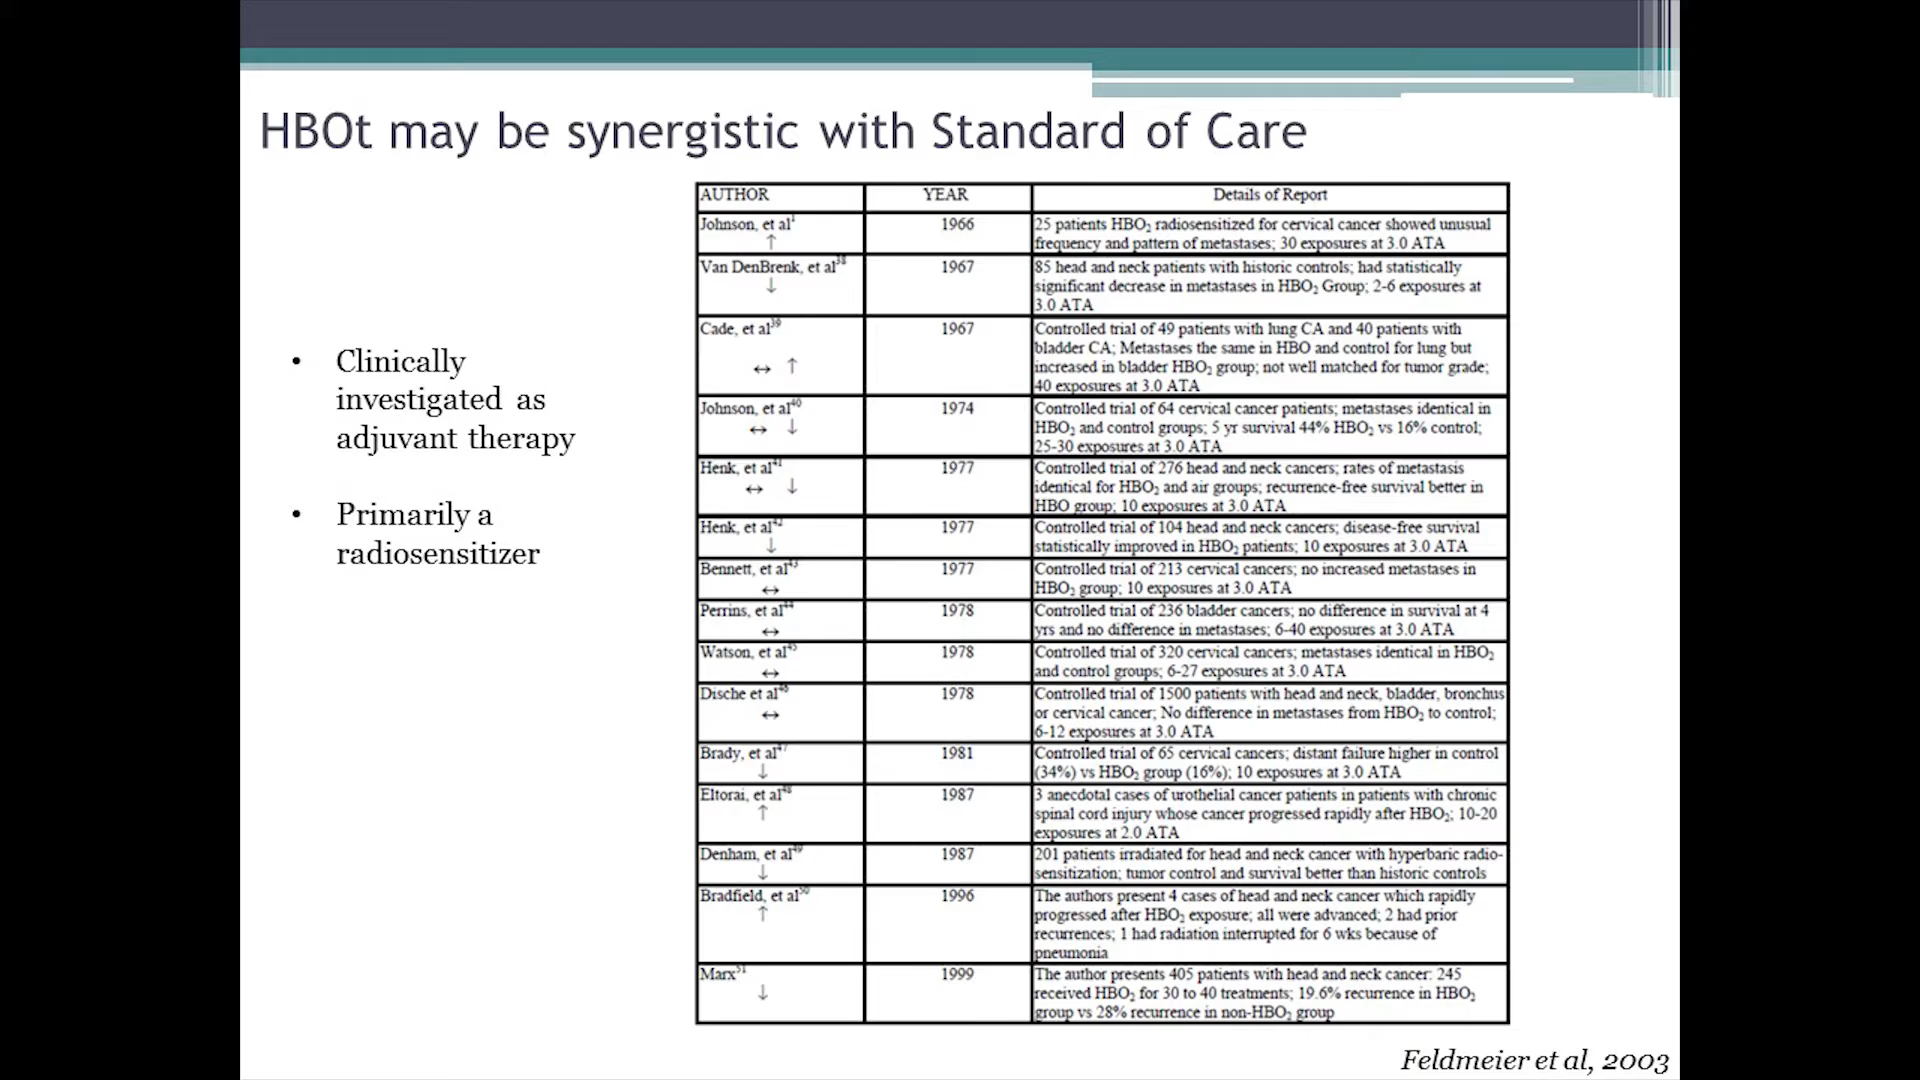 HBOt may be synergistic with Standard of Care
• Clinically
investigated as
adjuvant therapy
• Primarily a
radiosensitizer
AUTHOR YEAR Details of Report
Johnson, et al¹ ↑ 1966 25 patients HBO₂ radiosensitized for cervical cancer showed unusual
frequency and pattern of metastases; 30 exposures at 3.0 ATA
Van DenBrenk, et al³⁸ ↓ 1967 85 head and neck patients with historic controls; had statistically
significant decrease in metastases in HBO₂ Group; 2-6 exposures at
3.0 ATA
Cade, et al³⁹ ↔ ↑ 1967 Controlled trial of 49 patients with lung CA and 40 patients with
bladder CA; Metastases the same in HBO and control for lung but
increased in bladder HBO₂ group; not well matched for tumor grade;
40 exposures at 3.0 ATA
Johnson, et al⁴⁰ ↔ ↓ 1974 Controlled trial of 64 cervical cancer patients; metastases identical in
HBO₂ and control groups; 5 yr survival 44% HBO₂ vs 16% control;
25-30 exposures at 3.0 ATA
Henk, et al⁴¹ ↔ ↓ 1977 Controlled trial of 276 head and neck cancers; rates of metastasis
identical for HBO₂ and air groups; recurrence-free survival better in
HBO group; 10 exposures at 3.0 ATA
Henk, et al⁴² ↓ 1977 Controlled trial of 104 head and neck cancers; disease-free survival
statistically improved in HBO₂ patients; 10 exposures at 3.0 ATA
Bennett, et al⁴³ ↔ 1977 Controlled trial of 213 cervical cancers; no increased metastases in
HBO₂ group; 10 exposures at 3.0 ATA
Perrins, et al⁴⁴ ↔ 1978 Controlled trial of 236 bladder cancers; no difference in survival at 4
yrs and no difference in metastases; 6-40 exposures at 3.0 ATA
Watson, et al⁴⁵ ↔ 1978 Controlled trial of 320 cervical cancers; metastases identical in HBO₂
and control groups; 6-27 exposures at 3.0 ATA
Dische et al⁴⁶ ↔ 1978 Controlled trial of 1500 patients with head and neck, bladder, bronchus
or cervical cancer; No difference in metastases from HBO₂ to control;
6-12 exposures at 3.0 ATA
Brady, et al⁴⁷ ↓ 1981 Controlled trial of 65 cervical cancers; distant failure higher in control
(34%) vs HBO₂ group (16%); 10 exposures at 3.0 ATA
Eltorai, et al⁴⁸ ↑ 1987 3 anecdotal cases of urothelial cancer patients in patients with chronic
spinal cord injury whose cancer progressed rapidly after HBO₂; 10-20
exposures at 2.0 ATA
Denham, et al⁴⁹ ↓ 1987 201 patients irradiated for head and neck cancer with hyperbaric radio-
sensitization; tumor control and survival better than historic controls
Bradfield, et al⁵⁰ ↑ 1996 The authors present 4 cases of head and neck cancer which rapidly
progressed after HBO₂ exposure; all were advanced; 2 had prior
recurrences; 1 had radiation interrupted for 6 wks because of
pneumonia
Marx⁵¹ ↓ 1999 The author presents 405 patients with head and neck cancer: 245
received HBO₂ for 30 to 40 treatments; 19.6% recurrence in HBO₂
group vs 28% recurrence in non-HBO₂ group
Feldmeier et al, 2003